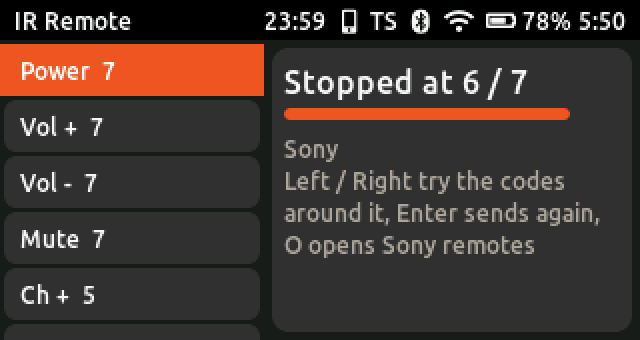 IR Remote 23:59 TS 78% 5:50
Power 7
Vol + 7
Vol - 7
Mute 7
Ch + 5
Stopped at 6 / 7
Sony
Left / Right try the codes
around it, Enter sends again,
O opens Sony remotes